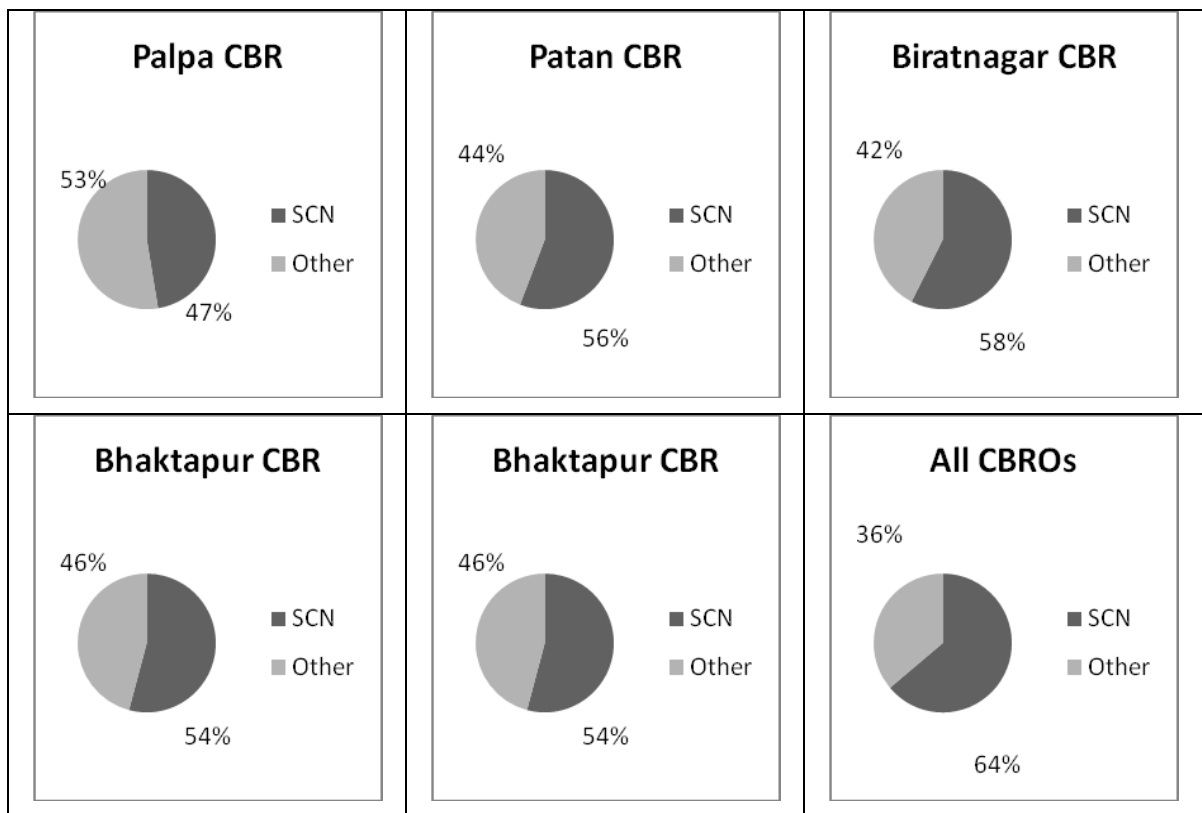 Palpa CBR
53%
SCN
Other
47%
Patan CBR
44%
SCN
Other
56%
Biratnagar CBR
42%
SCN
Other
58%
Bhaktapur CBR
46%
SCN
Other
54%
Bhaktapur CBR
46%
SCN
Other
54%
All CBROs
36%
SCN
Other
64%